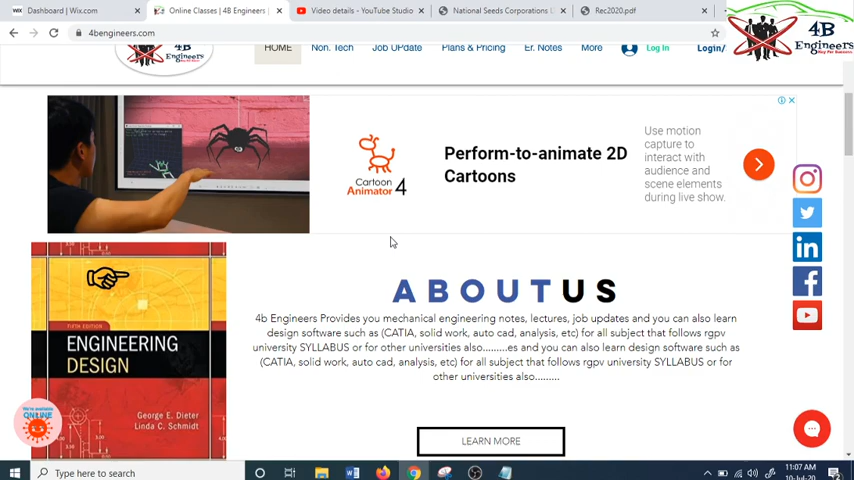 Dashboard | Wix.com
Online Classes | 4B Engineers |
Video details - YouTube Studio
National Seeds Corporations L
Rec2020.pdf
4bengineers.com
4B
Engineers
HOME
Non. Tech
Job UPdate
Plans & Pricing
Er. Notes
More
Log In
Login/
4B
Engineers
Perform-to-animate 2D
Cartoons
Cartoon
Animator 4
Use motion
capture to
interact with
audience and
scene elements
during live show.
ABOUT US
4b Engineers Provides you mechanical engineering notes, lectures, job updates and you can also learn
design software such as (CATIA, solid work, auto cad, analysis, etc) for all subject that follows rgpv
university SYLLABUS or for other universities also.........es and you can also learn design software such as
(CATIA, solid work, auto cad, analysis, etc) for all subject that follows rgpv university SYLLABUS or for
other universities also.........
LEARN MORE
FIFTH EDITION
ENGINEERING
DESIGN
George E. Dieter
Linda C. Schmidt
We're available
ONLINE
Type here to search
11:07 AM
10-Jul-20
2